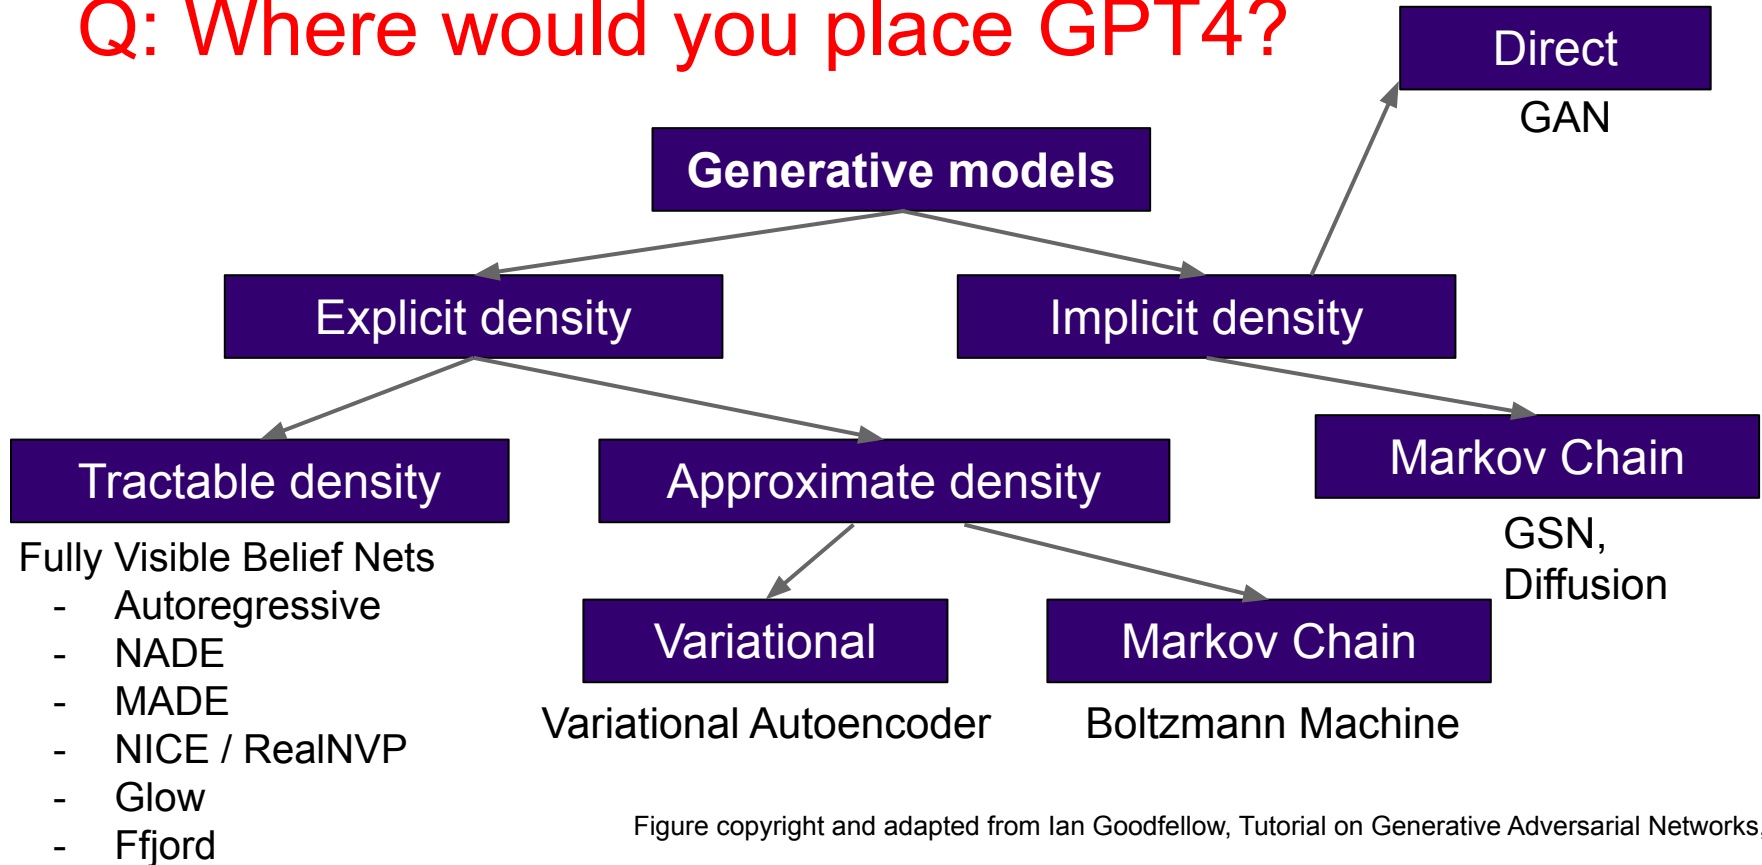 Q: Where would you place GPT4?
Direct
GAN
Generative models
Explicit density
Implicit density
Tractable density
Approximate density
Markov Chain
GSN,
Diffusion
Fully Visible Belief Nets
- Autoregressive
- NADE
- MADE
- NICE / RealNVP
- Glow
- Ffjord
Variational
Markov Chain
Variational Autoencoder
Boltzmann Machine
Figure copyright and adapted from Ian Goodfellow, Tutorial on Generative Adversarial Networks,